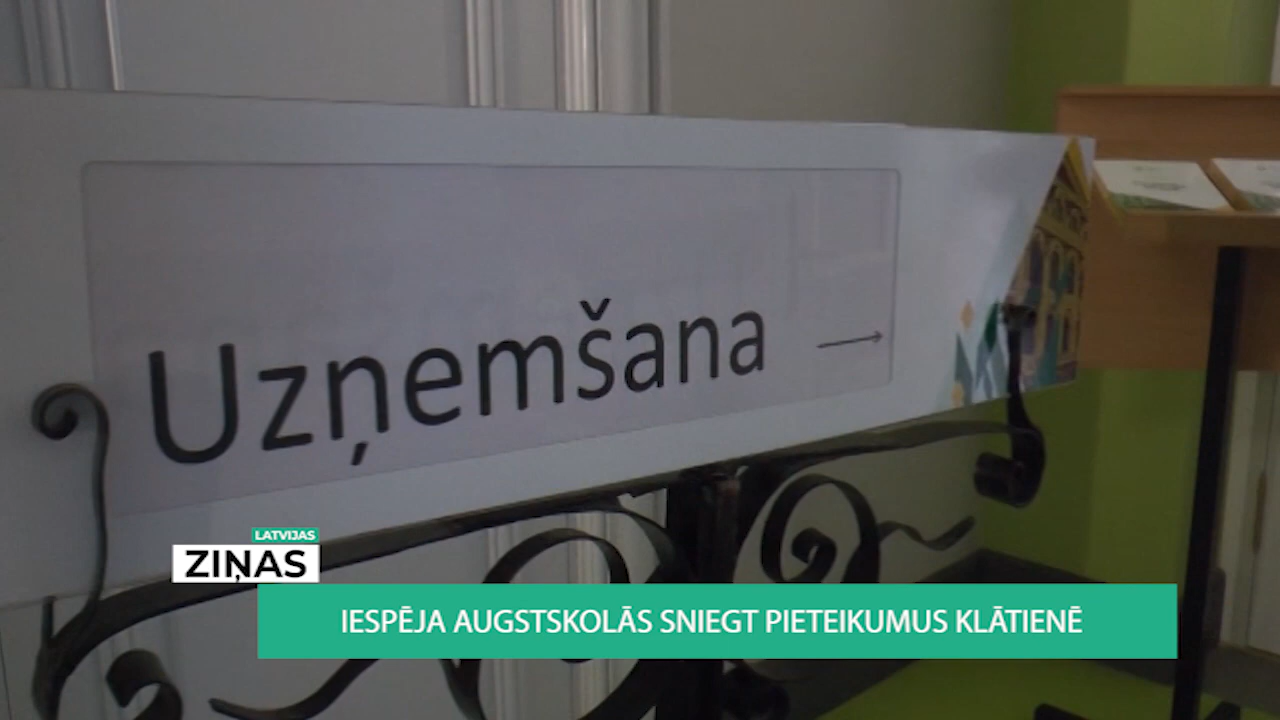 Uzņemšana →
LATVIJAS
ZIŅAS
IESPĒJA AUGSTSKOLĀS SNIEGT PIETEIKUMUS KLĀTIENĒ